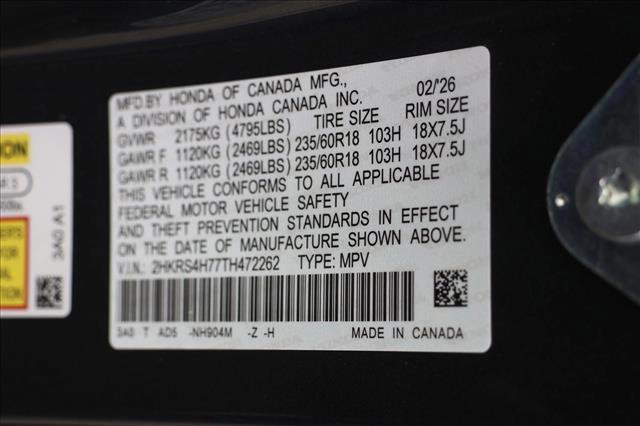 MFD.BY HONDA OF CANADA MFG., 02/'26
A DIVISION OF HONDA CANADA INC. TIRE SIZE RIM SIZE
GVWR 2175KG (4795LBS)
GAWR F 1120KG (2469LBS) 235/60R18 103H 18X7.5J
GAWR R 1120KG (2469LBS) 235/60R18 103H 18X7.5J
THIS VEHICLE CONFORMS TO ALL APPLICABLE
FEDERAL MOTOR VEHICLE SAFETY
AND THEFT PREVENTION STANDARDS IN EFFECT
ON THE DATE OF MANUFACTURE SHOWN ABOVE.
V.I.N.: 2HKRS4H77TH472262 TYPE: MPV
3A0 T AD5 -NH904M -Z -H MADE IN CANADA
3A0 A1